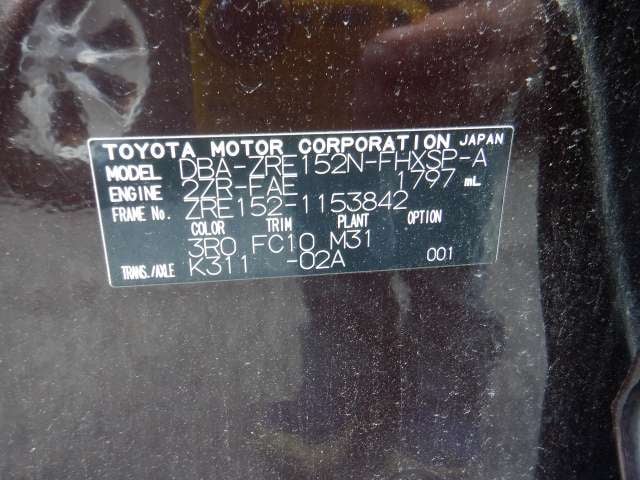 TOYOTA MOTOR CORPORATION JAPAN
MODEL DBA-ZRE152N-FHXSP-A
ENGINE 2ZR-FAE 1797 mL
FRAME No. ZRE152-1153842
COLOR TRIM PLANT OPTION
3R0 FC10 M31
TRANS./AXLE K311 -02A 001